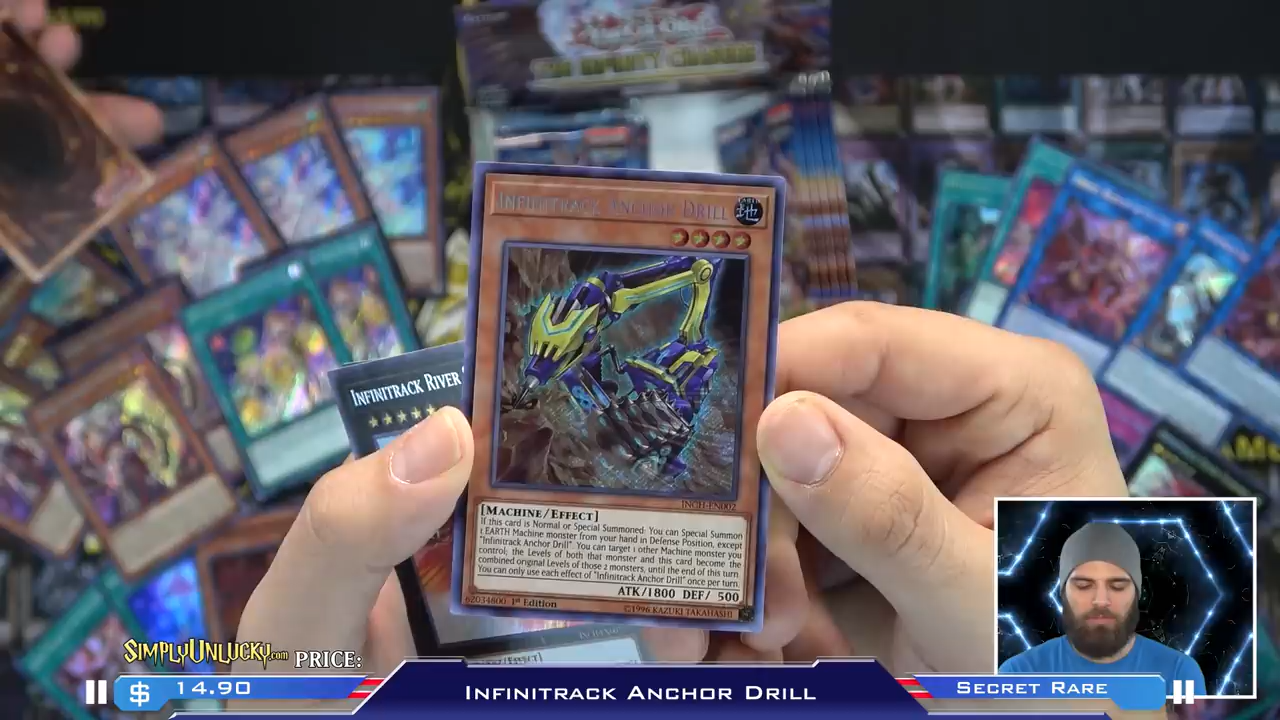 INFINITRACK ANCHOR DRILL
EARTH
地
INFINITRACK RIVER
INCH-EN002
[MACHINE/EFFECT]
If this card is Normal or Special Summoned: You can Special Summon
1 EARTH Machine monster from your hand in Defense Position, except
"Infinitrack Anchor Drill". You can target 1 other Machine monster you
control; the Levels of both that monster and this card become the
combined original Levels of those 2 monsters, until the end of this turn.
You can only use each effect of "Infinitrack Anchor Drill" once per turn.
ATK/1800 DEF/ 500
62034800 1st Edition
©1996 KAZUKI TAKAHASHI
SIMPLYUNLUCKY.com PRICE:
$ 14.90
INFINITRACK ANCHOR DRILL
SECRET RARE